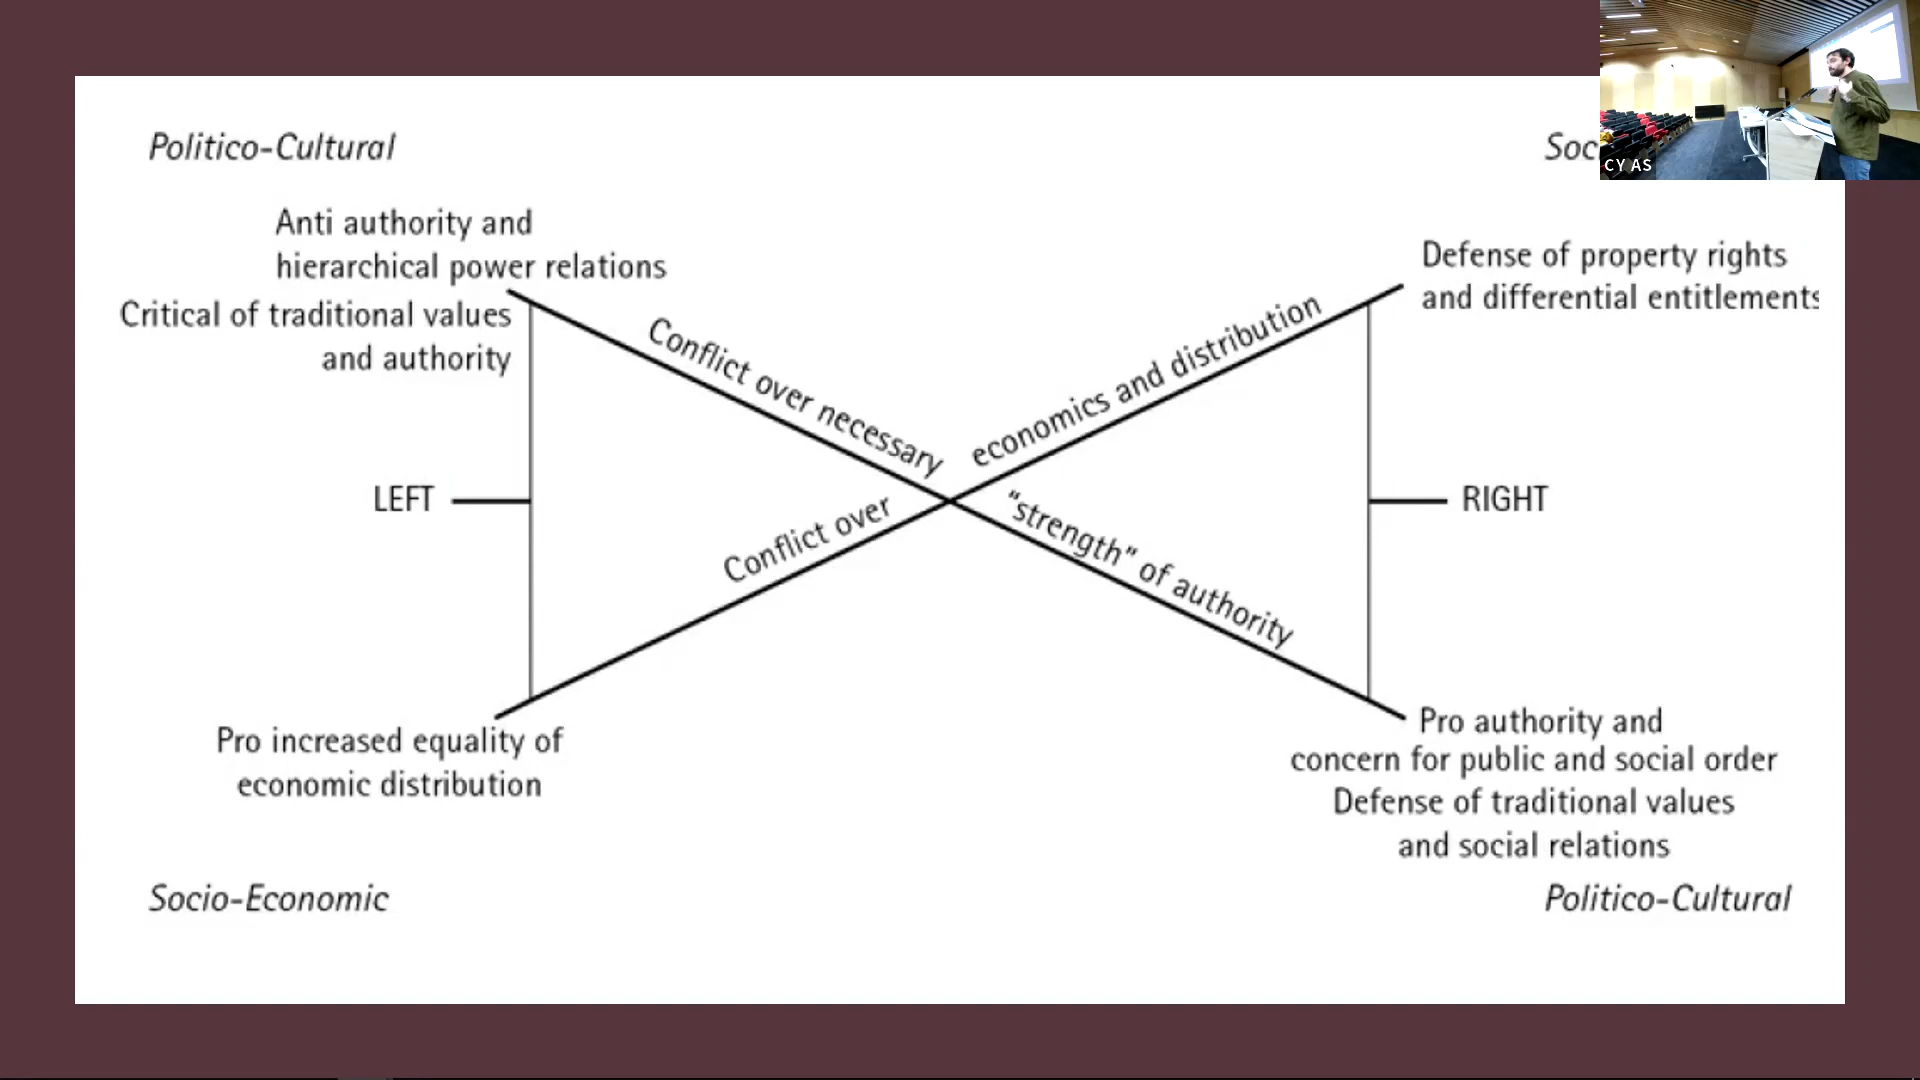 Politico-Cultural
Soc
CY AS
Anti authority and
hierarchical power relations
Critical of traditional values
and authority
Defense of property rights
and differential entitlements
Conflict over necessary
economics and distribution
LEFT
Conflict over
"strength" of authority
RIGHT
Pro increased equality of
economic distribution
Pro authority and
concern for public and social order
Defense of traditional values
and social relations
Socio-Economic
Politico-Cultural